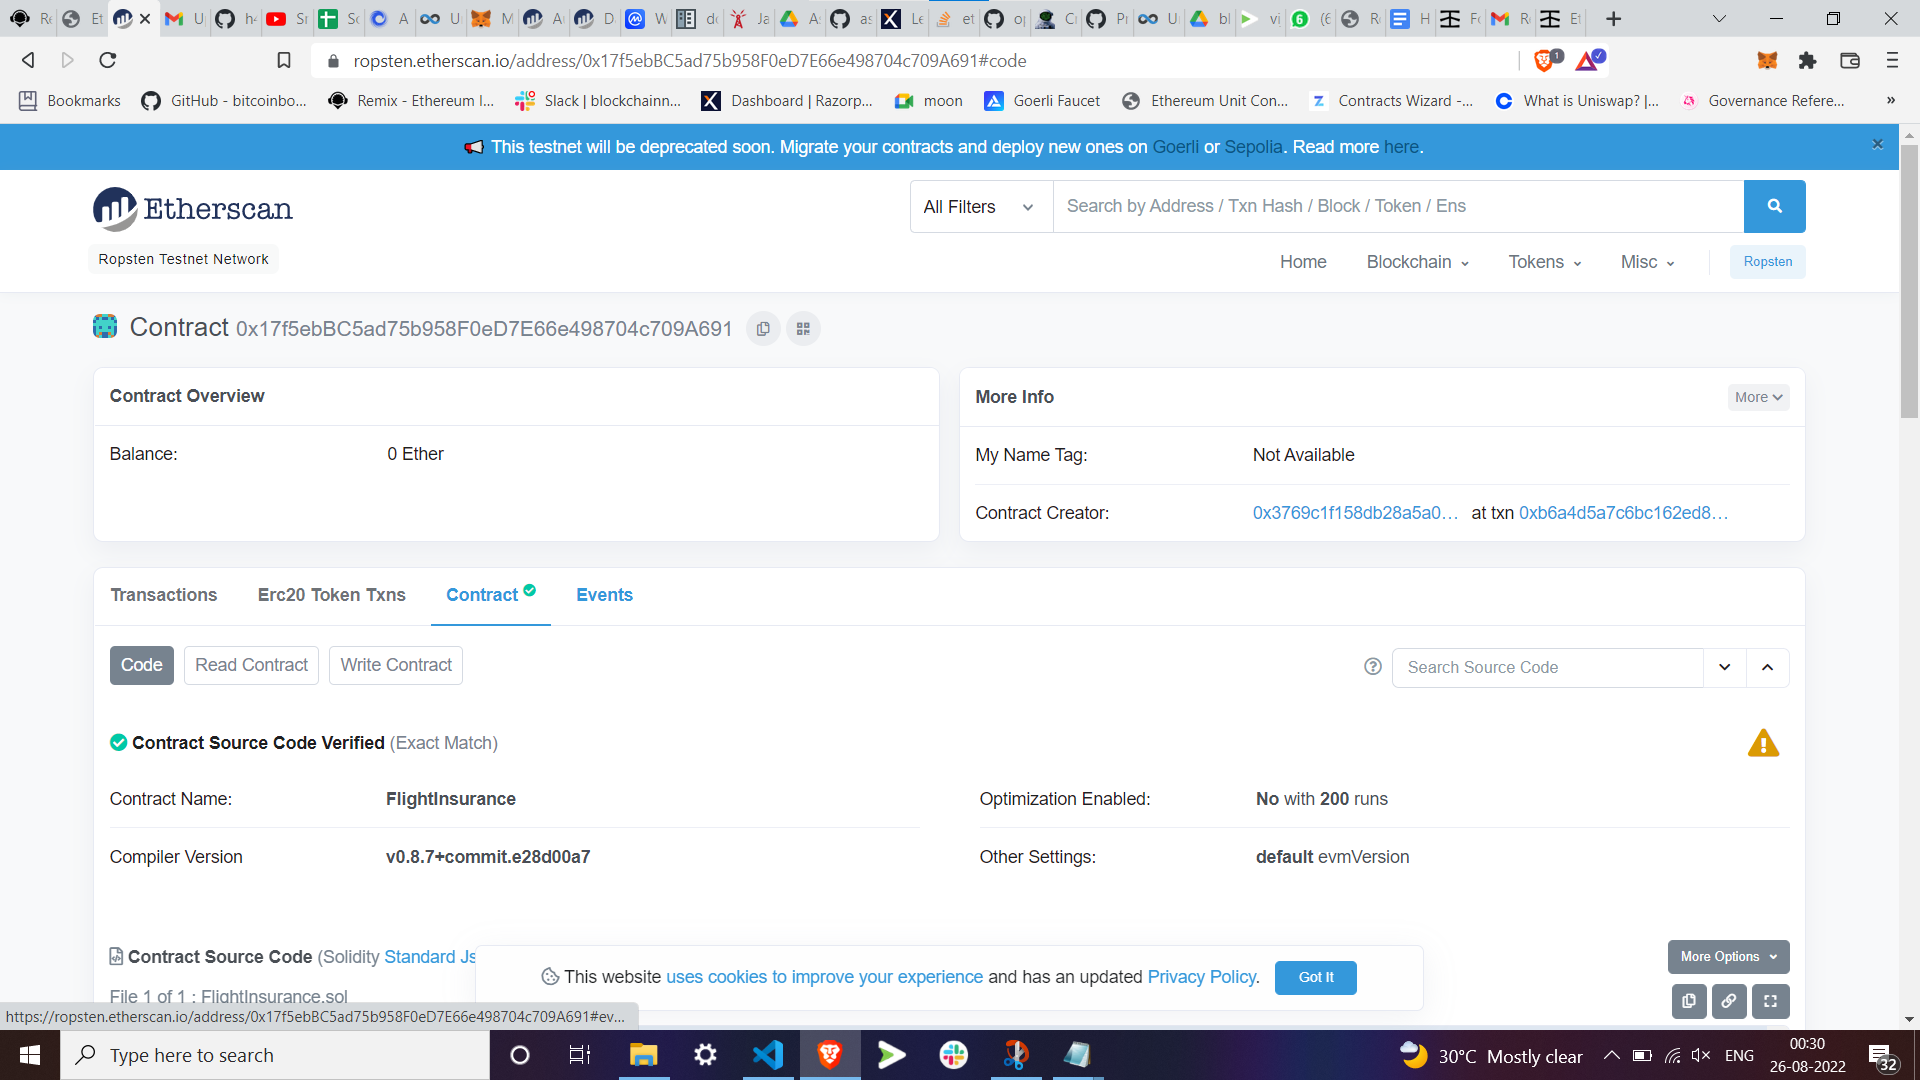 ropsten.etherscan.io/address/0x17f5ebBC5ad75b958F0eD7E66e498704c709A691#code
1
Bookmarks GitHub - bitcoinbo... Remix - Ethereum I... Slack | blockchainn... Dashboard | Razorp... moon Goerli Faucet Ethereum Unit Con... Contracts Wizard -... What is Uniswap? |... Governance Refere... »
This testnet will be deprecated soon. Migrate your contracts and deploy new ones on Goerli or Sepolia. Read more here.
Etherscan
All Filters Search by Address / Txn Hash / Block / Token / Ens
Ropsten Testnet Network
Home Blockchain Tokens Misc Ropsten
Contract 0x17f5ebBC5ad75b958F0eD7E66e498704c709A691
Contract Overview
Balance: 0 Ether
More Info More
My Name Tag: Not Available
Contract Creator: 0x3769c1f158db28a5a0... at txn 0xb6a4d5a7c6bc162ed8...
Transactions Erc20 Token Txns Contract Events
Code Read Contract Write Contract Search Source Code
Contract Source Code Verified (Exact Match)
Contract Name: FlightInsurance
Optimization Enabled: No with 200 runs
Compiler Version v0.8.7+commit.e28d00a7
Other Settings: default evmVersion
Contract Source Code (Solidity Standard Js
More Options
This website uses cookies to improve your experience and has an updated Privacy Policy. Got It
File 1 of 1 : FlightInsurance.sol
https://ropsten.etherscan.io/address/0x17f5ebBC5ad75b958F0eD7E66e498704c709A691#ev...
Type here to search
30°C Mostly clear
ENG
00:30
26-08-2022
32